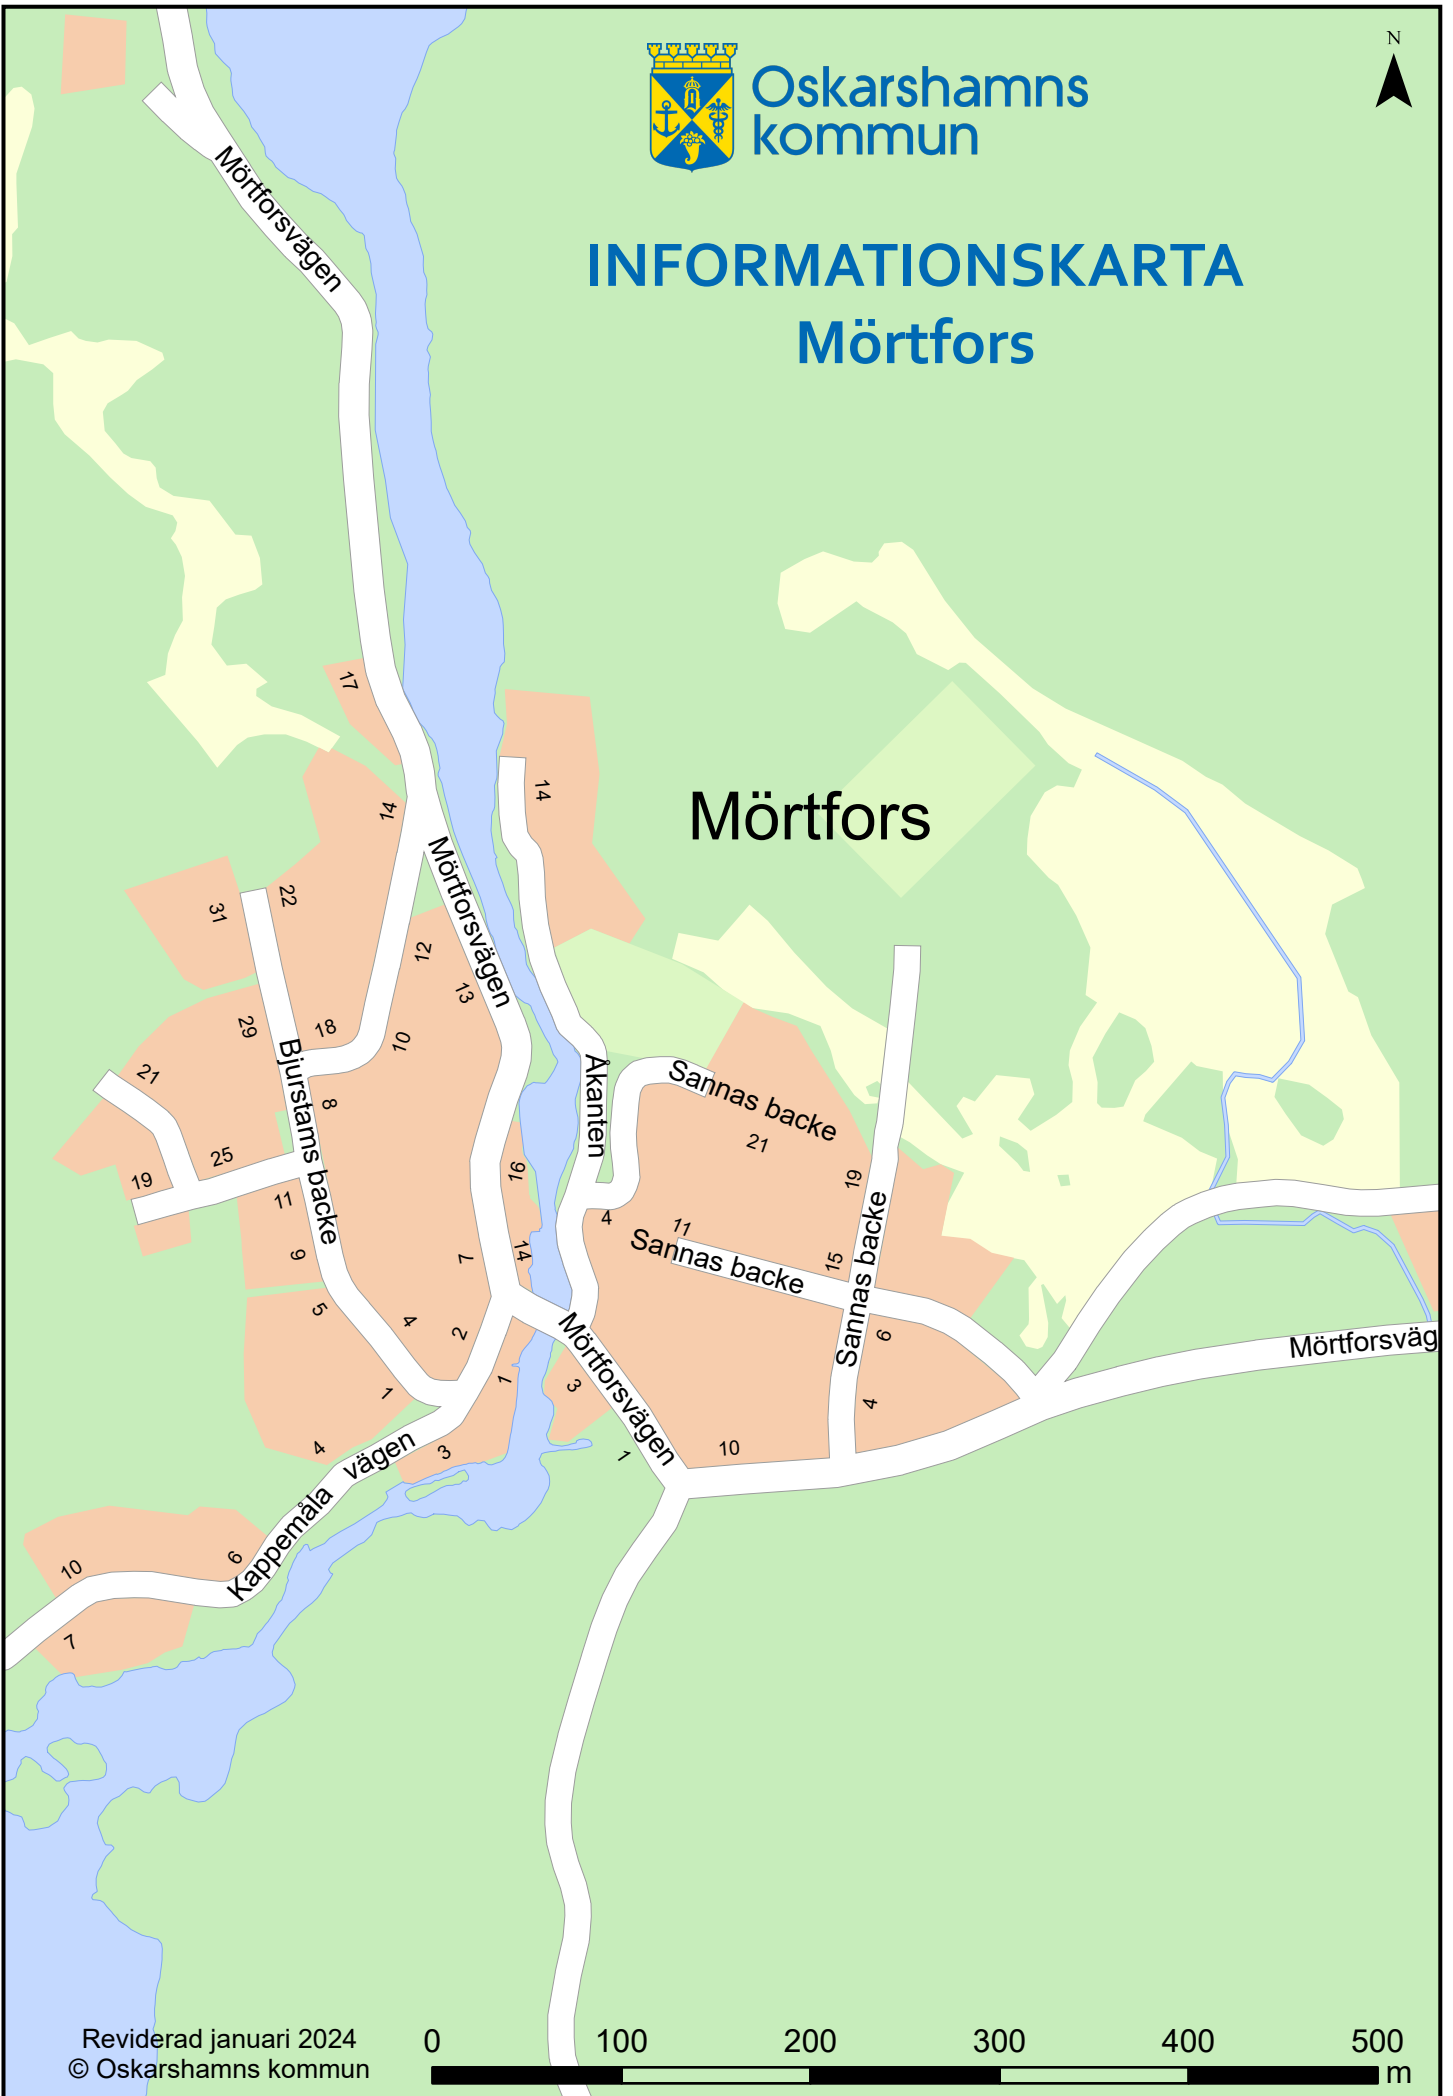 N
Oskarshamns
kommun
INFORMATIONSKARTA
Mörtfors
Mörtforsvägen
17
14
14
Mörtfors
Mörtforsvägen
22
31
12
13
29
18
10
Bjurstams backe
Åkanten
Sannas backe
21
8
21
25
19
16
19
11
4
11
Sannas backe
9
7
14
15
Sannas backe
5
4
2
Mörtforsvägen
6
Mörtforsväg
1
1
3
4
4
vägen
3
1
10
Kappemåla
6
10
7
Reviderad januari 2024
© Oskarshamns kommun
0 100 200 300 400 500
m